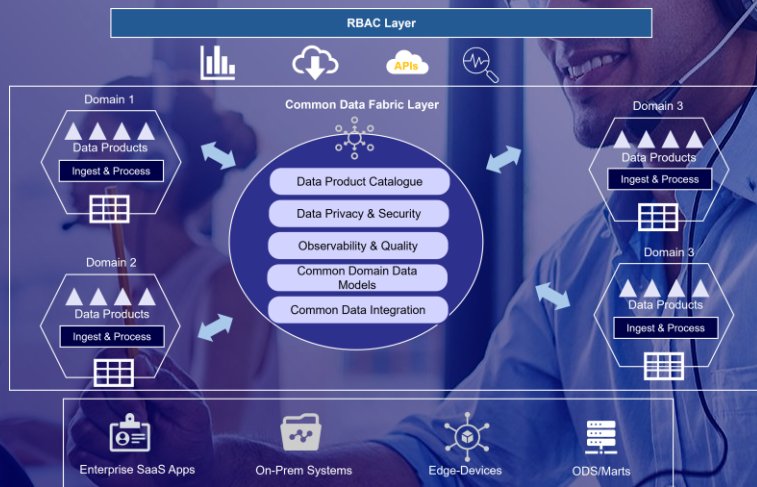 RBAC Layer
APIs
Common Data Fabric Layer
Domain 1
Data Products
Ingest & Process
Domain 2
Data Products
Ingest & Process
Data Product Catalogue
Data Privacy & Security
Observability & Quality
Common Domain Data
Models
Common Data Integration
Domain 3
Data Products
Ingest & Process
Domain 3
Data Products
Ingest & Process
Enterprise SaaS Apps
On-Prem Systems
Edge-Devices
ODS/Marts